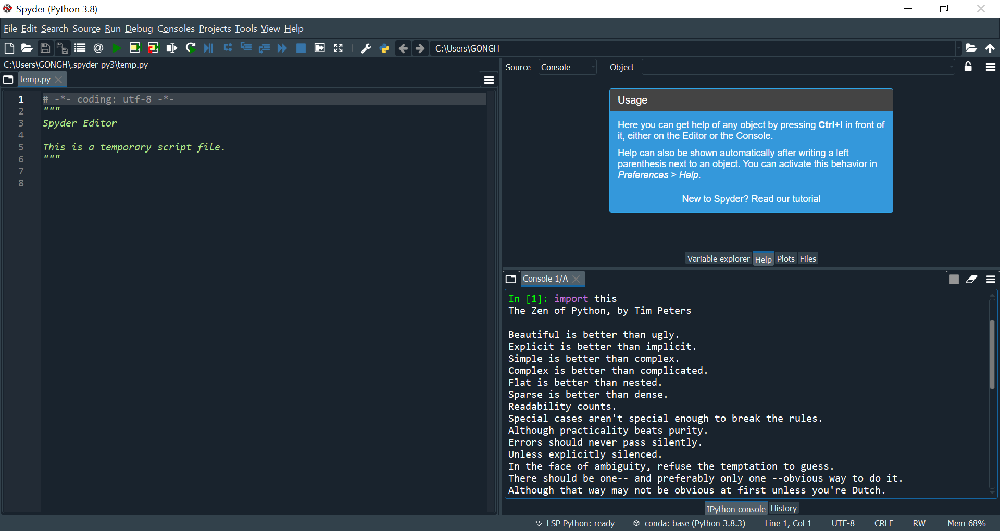 Spyder (Python 3.8)
File Edit Search Source Run Debug Consoles Projects Tools View Help
C:\Users\GONGH
C:\Users\GONGH\.spyder-py3\temp.py
temp.py
1 # -*- coding: utf-8 -*-
2 """
3 Spyder Editor
4
5 This is a temporary script file.
6 """
7
8
Source Console Object
Usage
Here you can get help of any object by pressing Ctrl+I in front of
it, either on the Editor or the Console.
Help can also be shown automatically after writing a left
parenthesis next to an object. You can activate this behavior in
Preferences > Help.
New to Spyder? Read our tutorial
Variable explorer Help Plots Files
Console 1/A
In [1]: import this
The Zen of Python, by Tim Peters
Beautiful is better than ugly.
Explicit is better than implicit.
Simple is better than complex.
Complex is better than complicated.
Flat is better than nested.
Sparse is better than dense.
Readability counts.
Special cases aren't special enough to break the rules.
Although practicality beats purity.
Errors should never pass silently.
Unless explicitly silenced.
In the face of ambiguity, refuse the temptation to guess.
There should be one-- and preferably only one --obvious way to do it.
Although that way may not be obvious at first unless you're Dutch.
IPython console History
LSP Python: ready conda: base (Python 3.8.3) Line 1, Col 1 UTF-8 CRLF RW Mem 68%